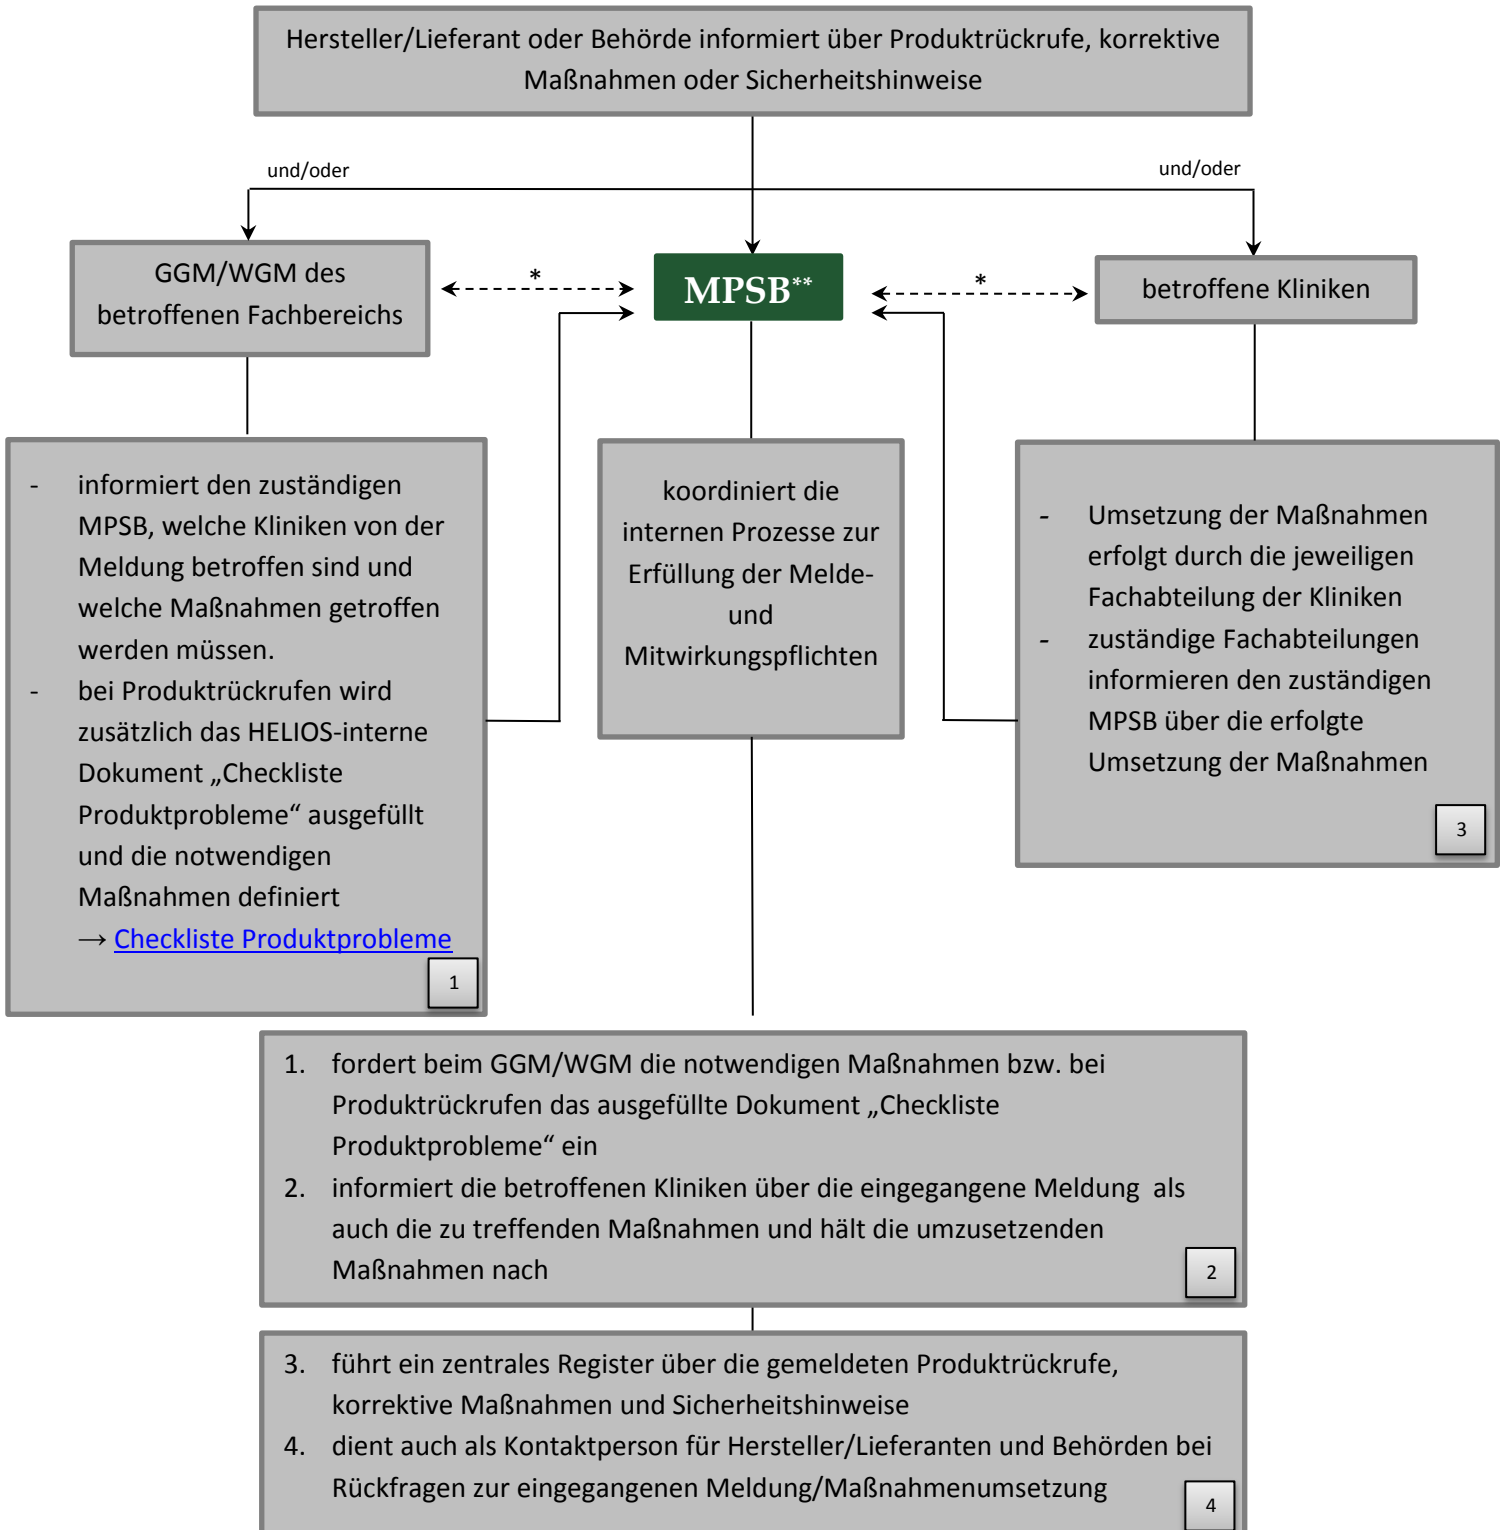 Hersteller/Lieferant oder Behörde informiert über Produktrückrufe, korrektive
Maßnahmen oder Sicherheitshinweise
und/oder
und/oder
GGM/WGM des
betroffenen Fachbereichs
*
MPSB**
*
betroffene Kliniken
- informiert den zuständigen
MPSB, welche Kliniken von der
Meldung betroffen sind und
welche Maßnahmen getroffen
werden müssen.
- bei Produktrückrufen wird
zusätzlich das HELIOS-interne
Dokument „Checkliste
Produktprobleme“ ausgefüllt
und die notwendigen
Maßnahmen definiert
→ Checkliste Produktprobleme
1
koordiniert die
internen Prozesse zur
Erfüllung der Melde-
und
Mitwirkungspflichten
- Umsetzung der Maßnahmen
erfolgt durch die jeweiligen
Fachabteilung der Kliniken
- zuständige Fachabteilungen
informieren den zuständigen
MPSB über die erfolgte
Umsetzung der Maßnahmen
3
1. fordert beim GGM/WGM die notwendigen Maßnahmen bzw. bei
Produktrückrufen das ausgefüllte Dokument „Checkliste
Produktprobleme“ ein
2. informiert die betroffenen Kliniken über die eingegangene Meldung als
auch die zu treffenden Maßnahmen und hält die umzusetzenden
Maßnahmen nach
2
3. führt ein zentrales Register über die gemeldeten Produktrückrufe,
korrektive Maßnahmen und Sicherheitshinweise
4. dient auch als Kontaktperson für Hersteller/Lieferanten und Behörden bei
Rückfragen zur eingegangenen Meldung/Maßnahmenumsetzung
4